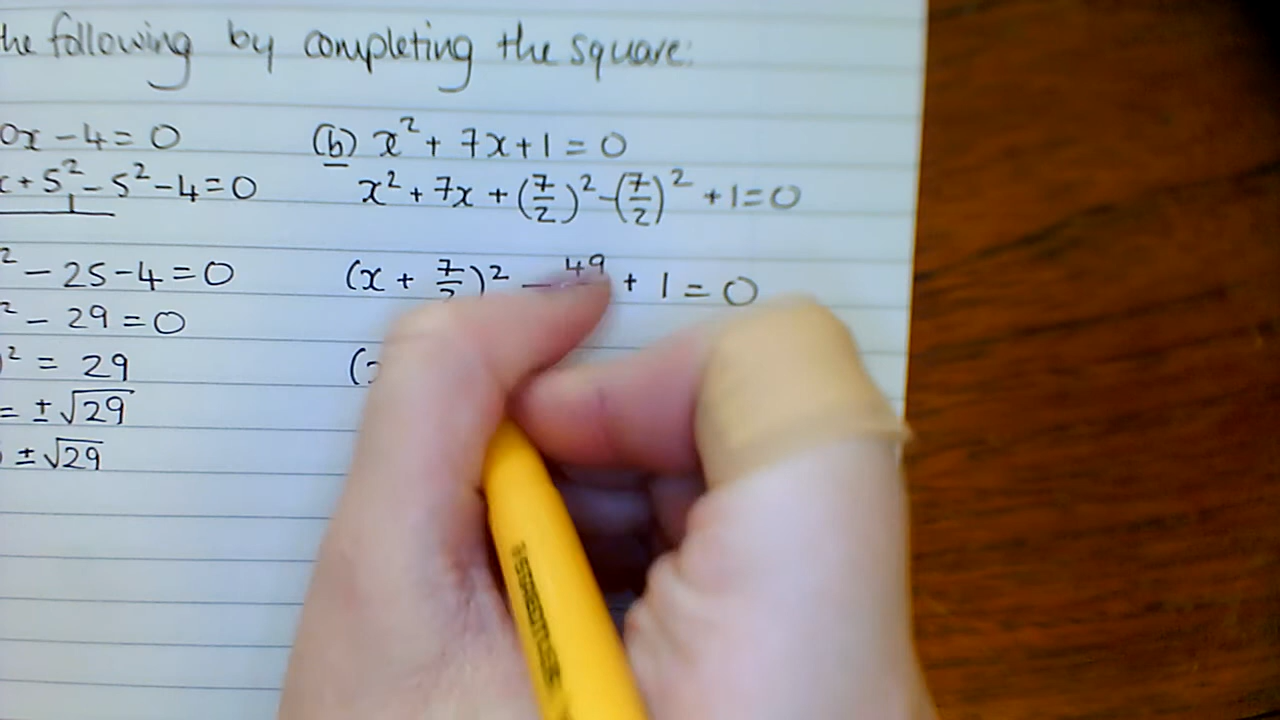 he following by completing the square:
0x - 4 = 0
x + 5² - 5² - 4 = 0
² - 25 - 4 = 0
² - 29 = 0
)² = 29
= ±√29
±√29
(b) x² + 7x + 1 = 0
x² + 7x + (7/2)² - (7/2)² + 1 = 0
(x + 7/2)² - 49 + 1 = 0
(x
STAEDTLER